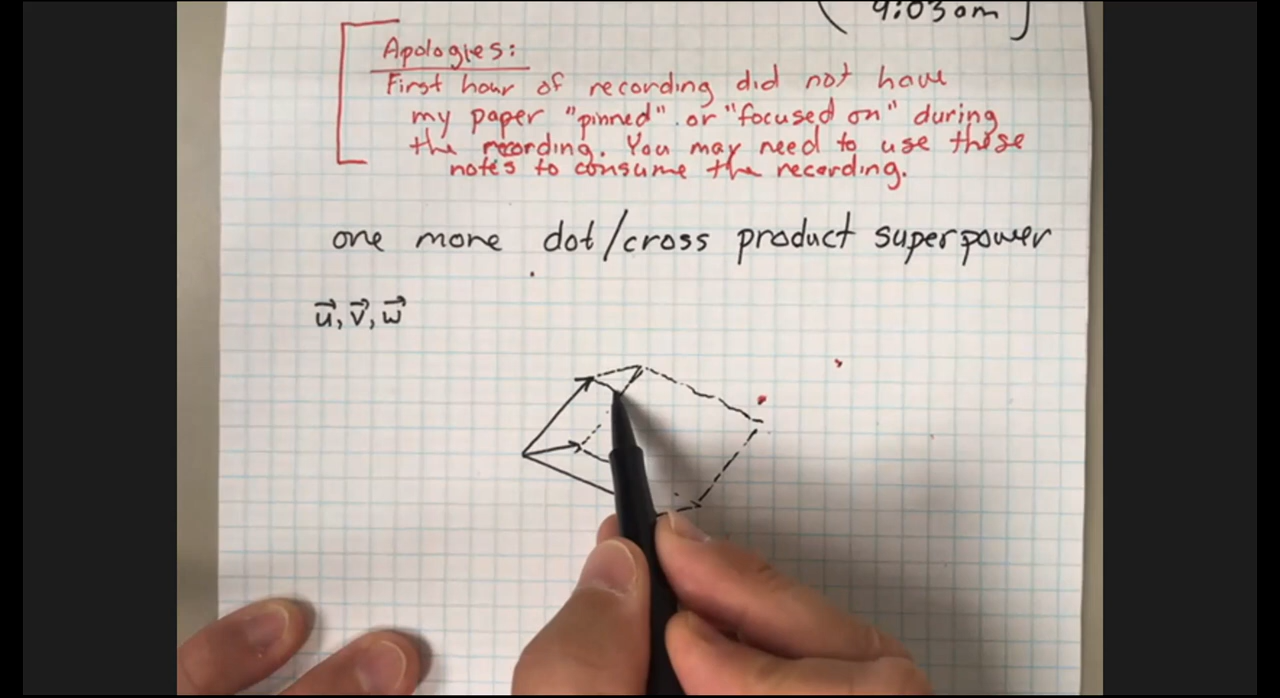 9:03am
Apologies:
First hour of recording did not have
my paper "pinned" or "focused on" during
the recording. You may need to use these
notes to consume the recording.
one more dot/cross product superpower
u⃗, v⃗, w⃗